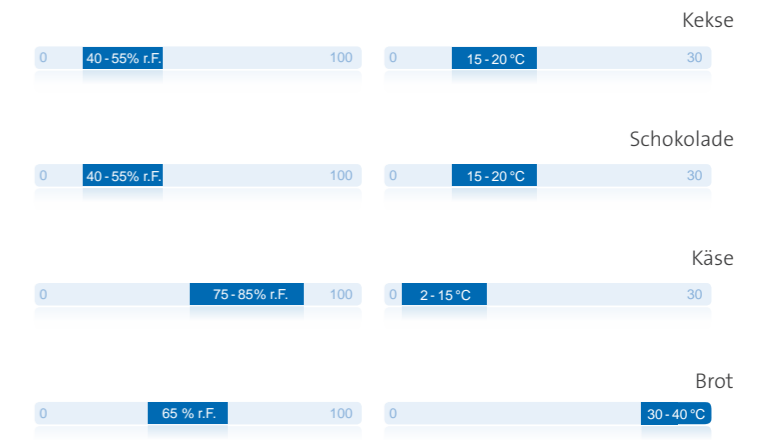 Kekse
0 40-55% r.F. 100 0 15-20 °C 30
Schokolade
0 40-55% r.F. 100 0 15-20 °C 30
Käse
0 75-85% r.F. 100 0 2-15 °C 30
Brot
0 65 % r.F. 100 0 30-40 °C